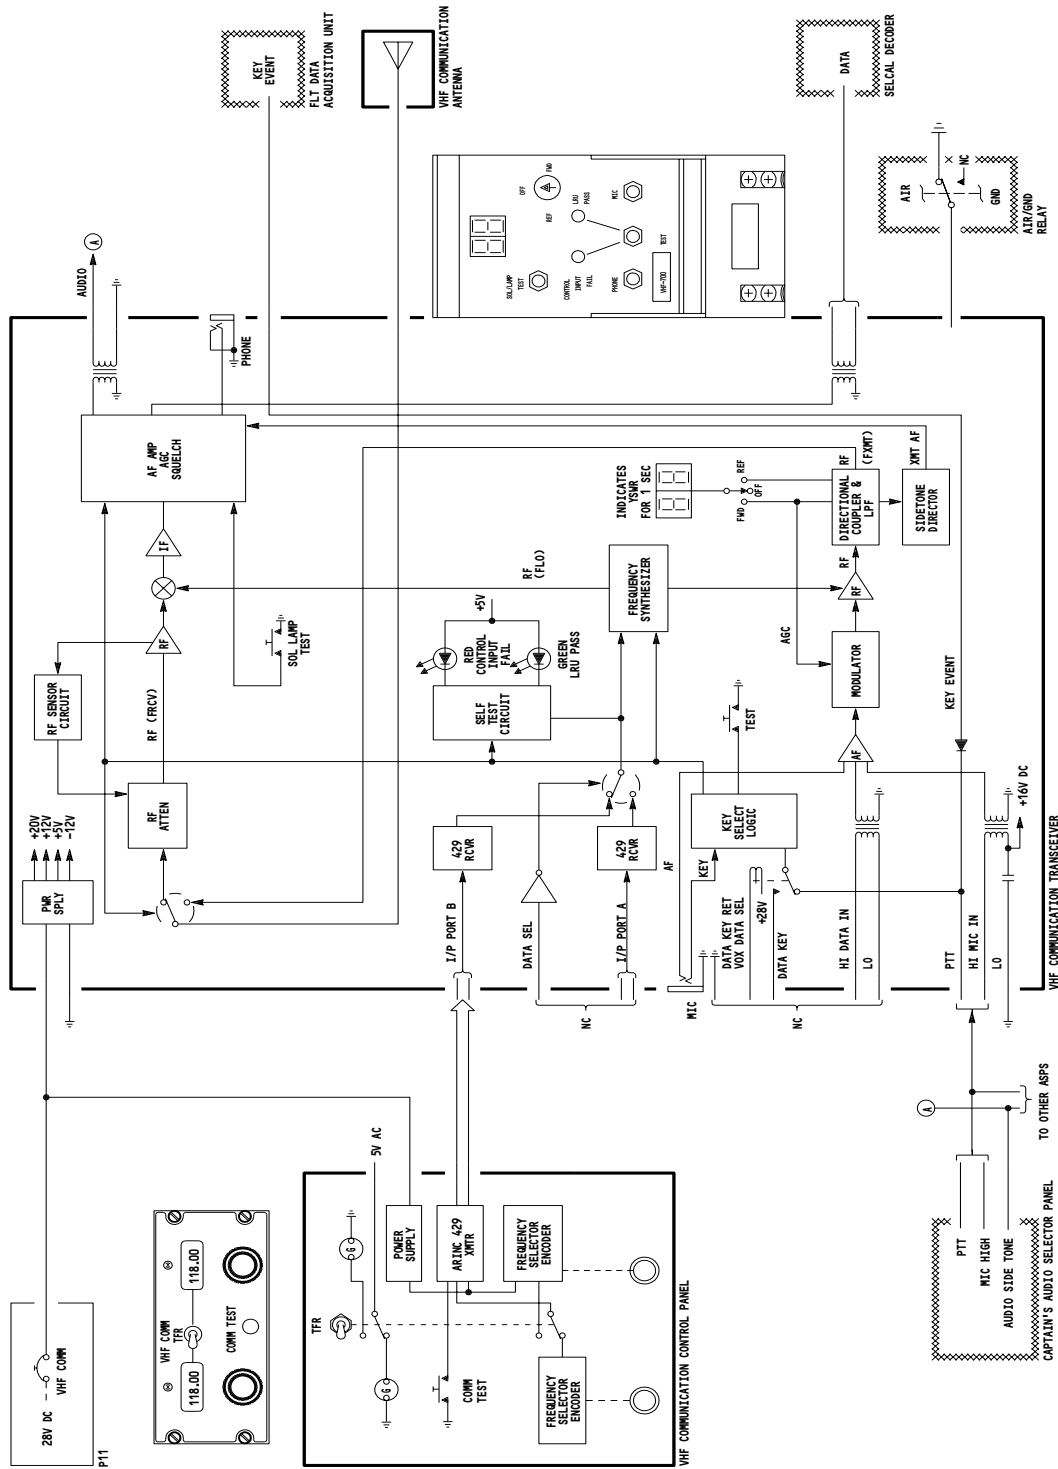 28V DC
VHF COMM
P11
VHF COMM
TFR
118.00
118.00
COMM TEST
TFR
5V AC
G
G
COMM
TEST
POWER
SUPPLY
ARINC 429
XMTR
FREQUENCY
SELECTOR
ENCODER
FREQUENCY
SELECTOR
ENCODER
VHF COMMUNICATION CONTROL PANEL
PTT
MIC HIGH
AUDIO SIDE TONE
CAPTAIN'S AUDIO SELECTOR PANEL
A
TO OTHER ASPS
PWR
SPLY
+20V
+12V
+5V
-12V
RF
ATTEN
RF SENSOR
CIRCUIT
RF (FRCV)
RF
IF
AF AMP
AGC
SQUELCH
AUDIO
A
PHONE
SOL LAMP
TEST
I/P PORT B
429
RCVR
DATA SEL
I/P PORT A
429
RCVR
NC
SELF
TEST
CIRCUIT
RED
CONTROL
INPUT
FAIL
GREEN
LRU PASS
+5V
RF
(FLO)
FREQUENCY
SYNTHESIZER
MIC
AF
KEY
KEY
SELECT
LOGIC
TEST
DATA KEY RET
VOX DATA SEL
+28V
DATA KEY
HI DATA IN
LO
NC
AF
MODULATOR
AGC
RF
RF
DIRECTIONAL
COUPLER &
LPF
RF
(FXMT)
SIDETONE
DIRECTOR
XMT AF
INDICATES
YSWR
FOR 1 SEC
FWD
OFF
REF
PTT
HI MIC IN
LO
+16V DC
KEY EVENT
VHF COMMUNICATION TRANSCEIVER
KEY
EVENT
FLT DATA
ACQUISITION UNIT
VHF COMMUNICATION
ANTENNA
SOL/LAMP
TEST
REF
OFF
FWD
CONTROL
INPUT
FAIL
LRU
PASS
PHONE
TEST
MIC
VHF-700
DATA
SELCAL DECODER
AIR
GND
NC
AIR/GND
RELAY